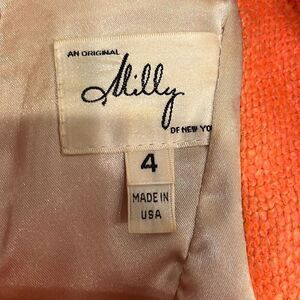 AN ORIGINAL
Milly
OF NEW YO
4
MADE IN
USA